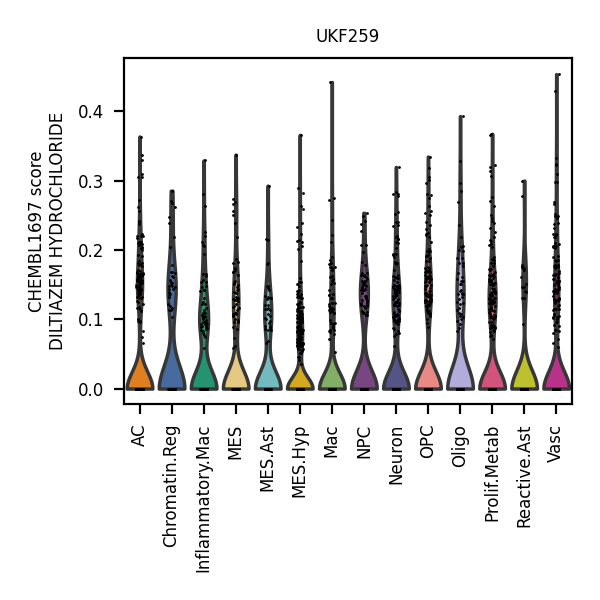 UKF259
CHEMBL1697 score
DILTIAZEM HYDROCHLORIDE
0.4
0.3
0.2
0.1
0.0
AC
Chromatin.Reg
Inflammatory.Mac
MES
MES.Ast
MES.Hyp
Mac
NPC
Neuron
OPC
Oligo
Prolif.Metab
Reactive.Ast
Vasc